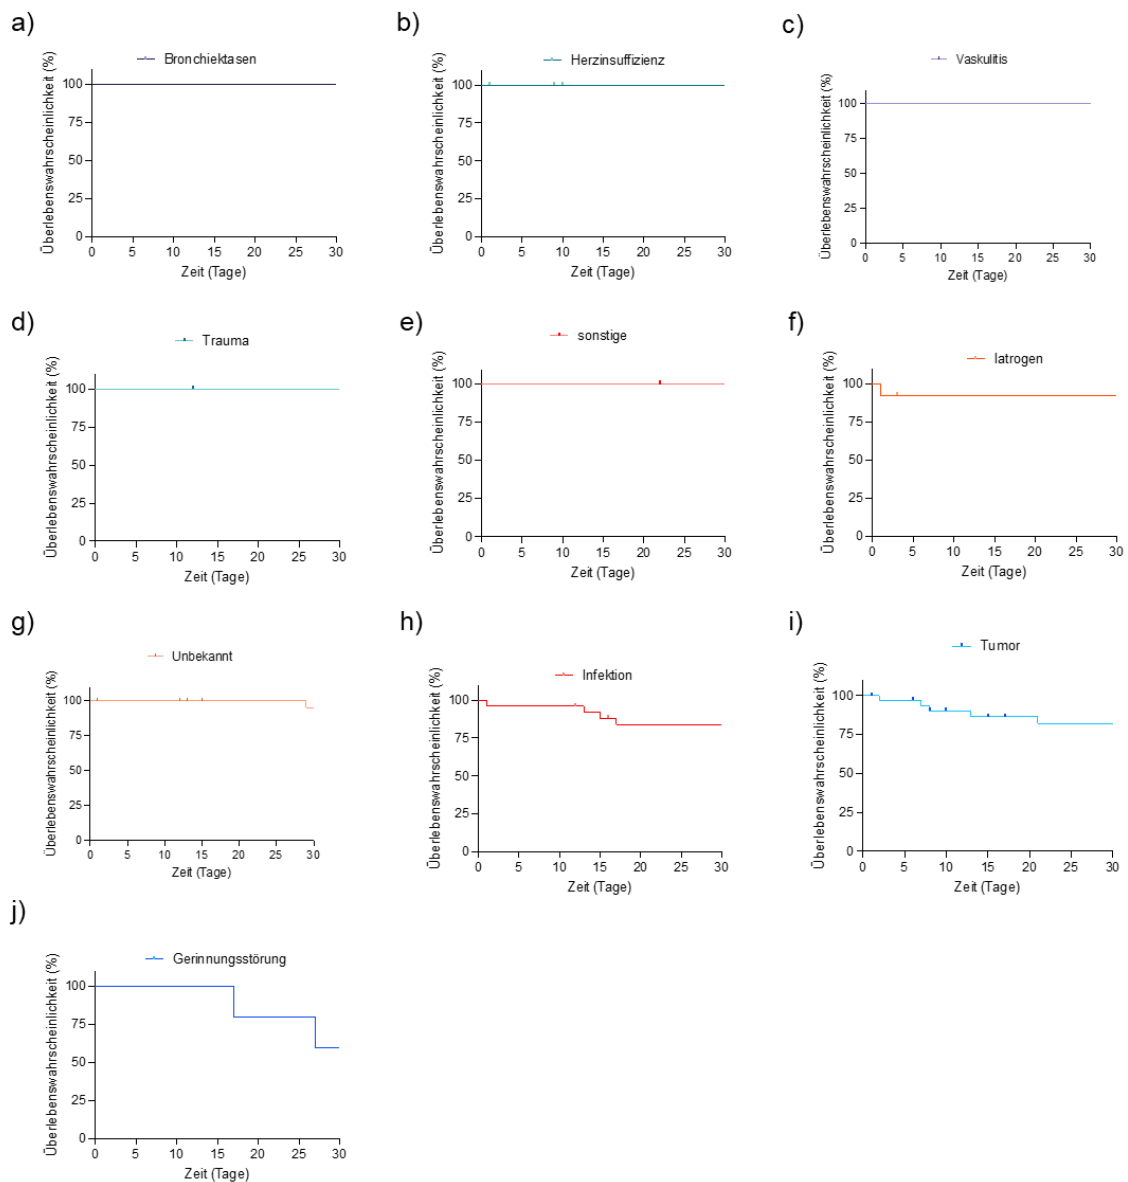 a)
Bronchiektasen
Überlebenswahrscheinlichkeit (%)
100
75
50
25
0
0 5 10 15 20 25 30
Zeit (Tage)
b)
Herzinsuffizienz
Überlebenswahrscheinlichkeit (%)
100
75
50
25
0
0 5 10 15 20 25 30
Zeit (Tage)
c)
Vaskulitis
Überlebenswahrscheinlichkeit (%)
100
75
50
25
0
0 5 10 15 20 25 30
Zeit (Tage)
d)
Trauma
Überlebenswahrscheinlichkeit (%)
100
75
50
25
0
0 5 10 15 20 25 30
Zeit (Tage)
e)
sonstige
Überlebenswahrscheinlichkeit (%)
100
75
50
25
0
0 5 10 15 20 25 30
Zeit (Tage)
f)
Iatrogen
Überlebenswahrscheinlichkeit (%)
100
75
50
25
0
0 5 10 15 20 25 30
Zeit (Tage)
g)
Unbekannt
Überlebenswahrscheinlichkeit (%)
100
75
50
25
0
0 5 10 15 20 25 30
Zeit (Tage)
h)
Infektion
Überlebenswahrscheinlichkeit (%)
100
75
50
25
0
0 5 10 15 20 25 30
Zeit (Tage)
i)
Tumor
Überlebenswahrscheinlichkeit (%)
100
75
50
25
0
0 5 10 15 20 25 30
Zeit (Tage)
j)
Gerinnungsstörung
Überlebenswahrscheinlichkeit (%)
100
75
50
25
0
0 5 10 15 20 25 30
Zeit (Tage)